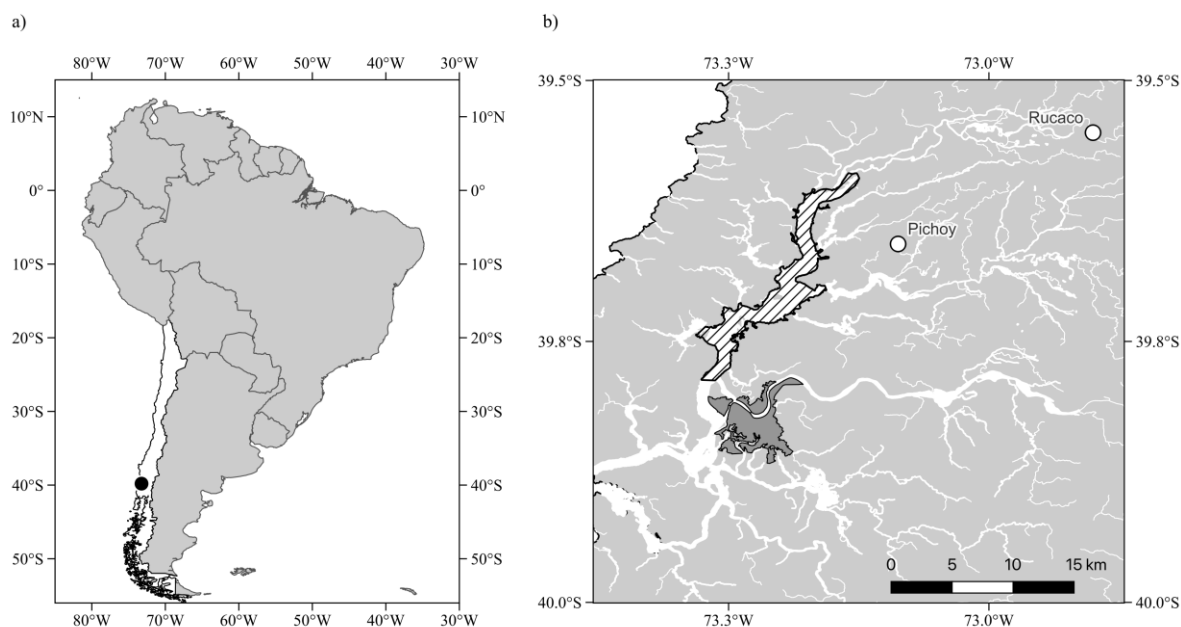 a)
80°W 70°W 60°W 50°W 40°W 30°W
10°N 10°N
0° 0°
10°S 10°S
20°S 20°S
30°S 30°S
40°S 40°S
50°S 50°S
80°W 70°W 60°W 50°W 40°W 30°W
b)
73.3°W 73.0°W
39.5°S 39.5°S
Rucaco
Pichoy
39.8°S 39.8°S
0 5 10 15 km
40.0°S 40.0°S
73.3°W 73.0°W